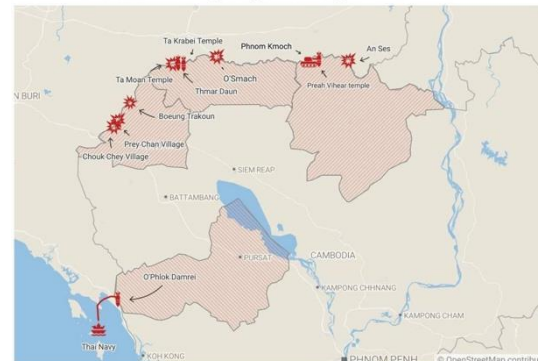 Ta Krabei Temple
Phnom Kmoch
An Ses
Ta Moan Temple
O'Smach
Thmar Daun
Preah Vihear temple
N BURI
Boeung Trakoun
Prey Chan Village
Chouk Chey Village
SIEM REAP
BATTAMBANG
CAMBODIA
PURSAT
O'Phlok Damrei
KAMPONG CHHNANG
KAMPONG CHAM
Thai Navy
KOH KONG
PHNOM PENH
© OpenStreetMap contribu